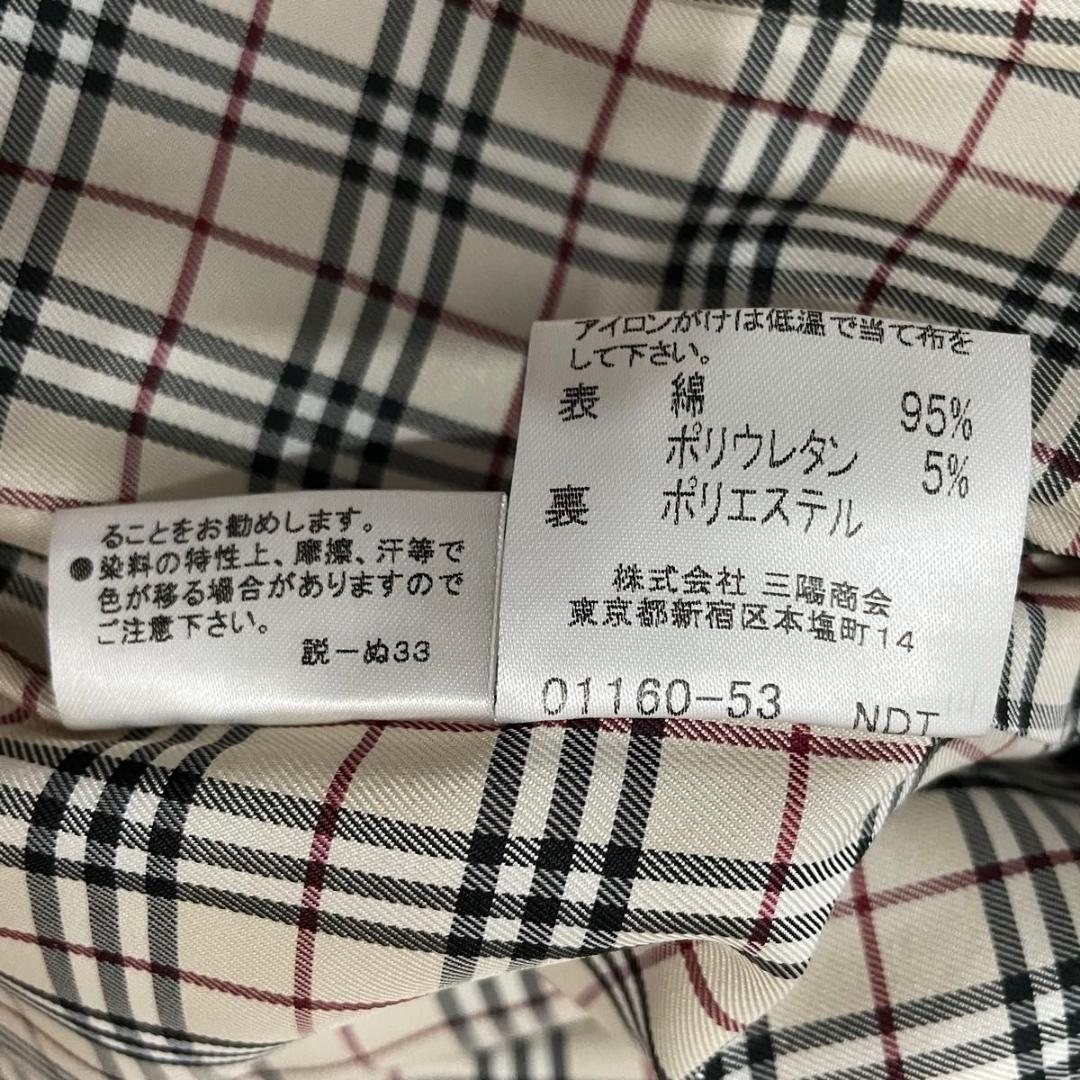 ることをお勧めします。
●染料の特性上、摩擦、汗等で
色が移る場合がありますので
ご注意下さい。
説ーぬ33
アイロンがけは低温で当て布を
して下さい。
表 綿 95%
ポリウレタン 5%
裏 ポリエステル
株式会社 三陽商会
東京都新宿区本塩町14
01160-53 NDT